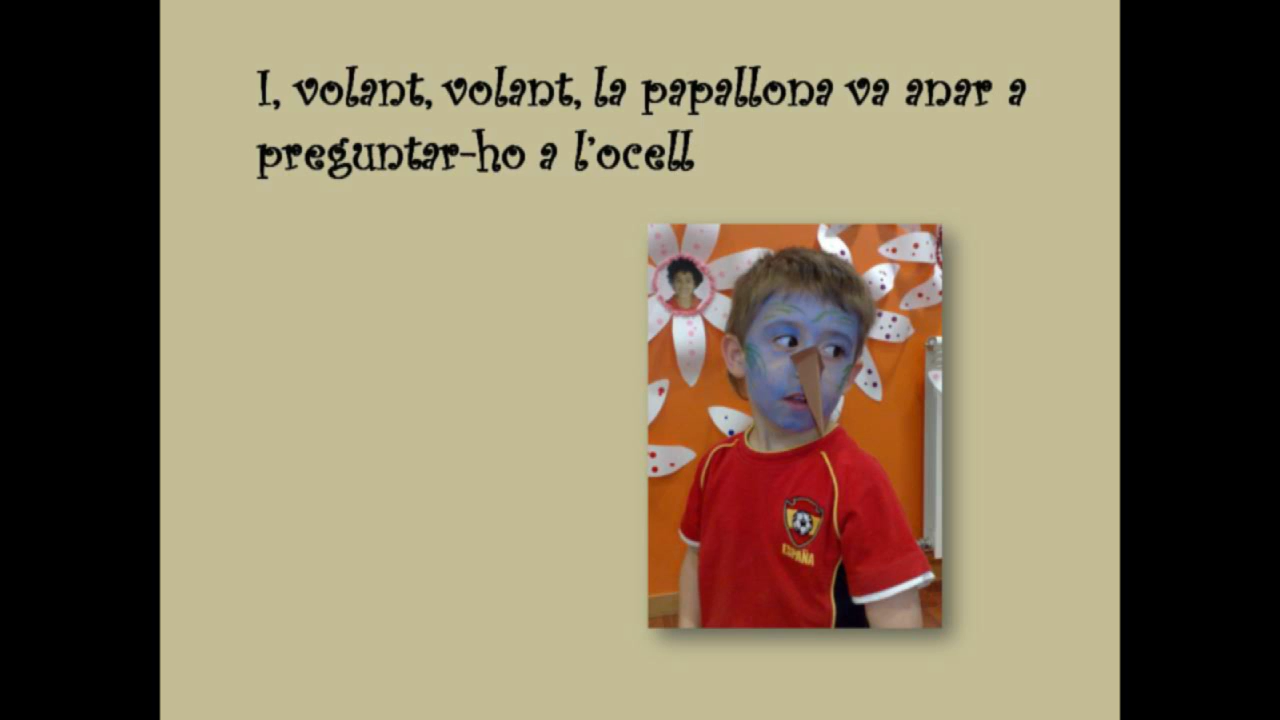 I, volant, volant, la papallona va anar a
preguntar-ho a l'ocell
ESPAÑA